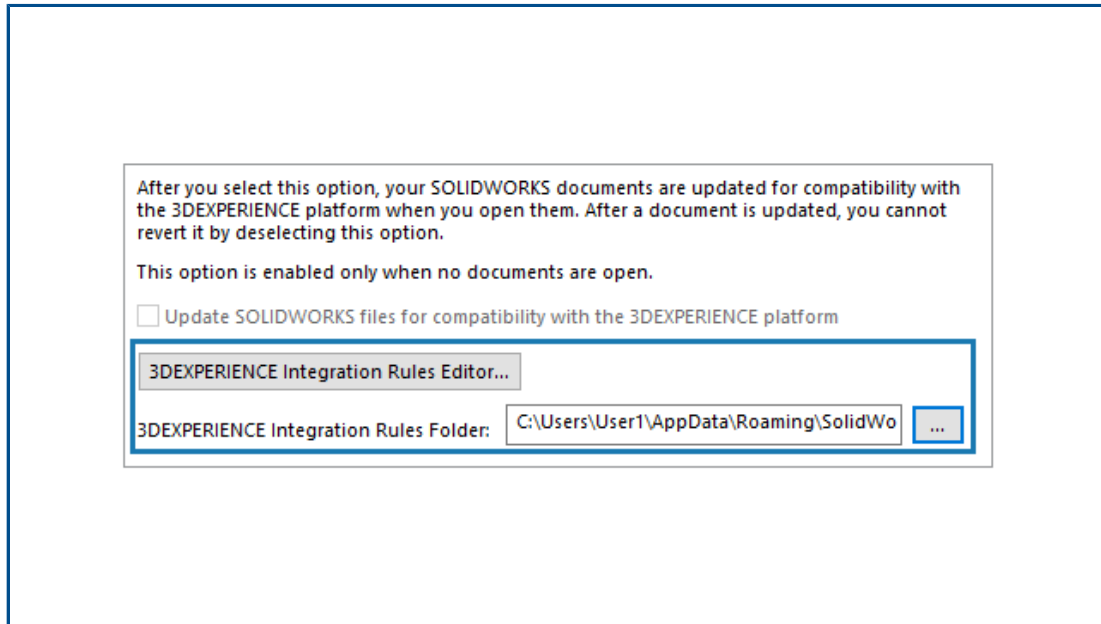 After you select this option, your SOLIDWORKS documents are updated for compatibility with
the 3DEXPERIENCE platform when you open them. After a document is updated, you cannot
revert it by deselecting this option.
This option is enabled only when no documents are open.
Update SOLIDWORKS files for compatibility with the 3DEXPERIENCE platform
3DEXPERIENCE Integration Rules Editor...
3DEXPERIENCE Integration Rules Folder: C:\Users\User1\AppData\Roaming\SolidWo ...